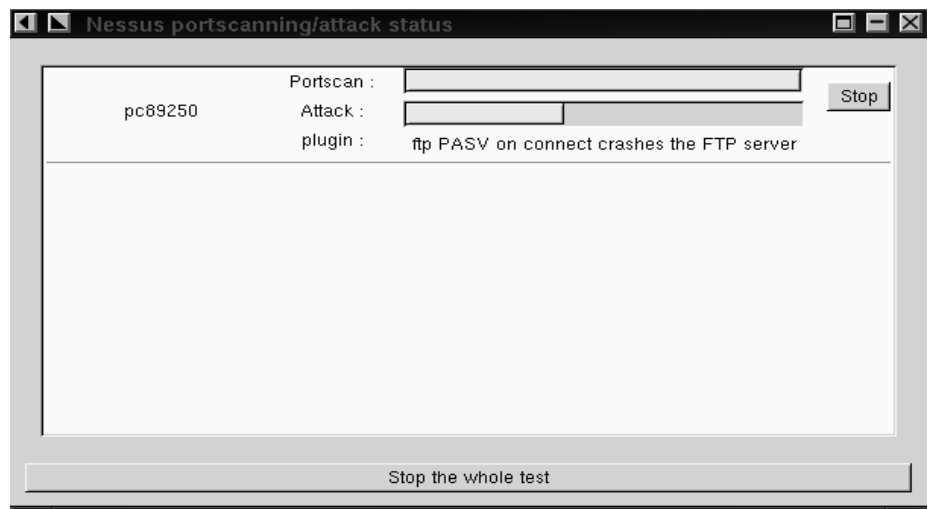 Nessus portscanning/attack status
Portscan :
Stop
pc89250
Attack :
plugin :
ftp PASV on connect crashes the FTP server
Stop the whole test